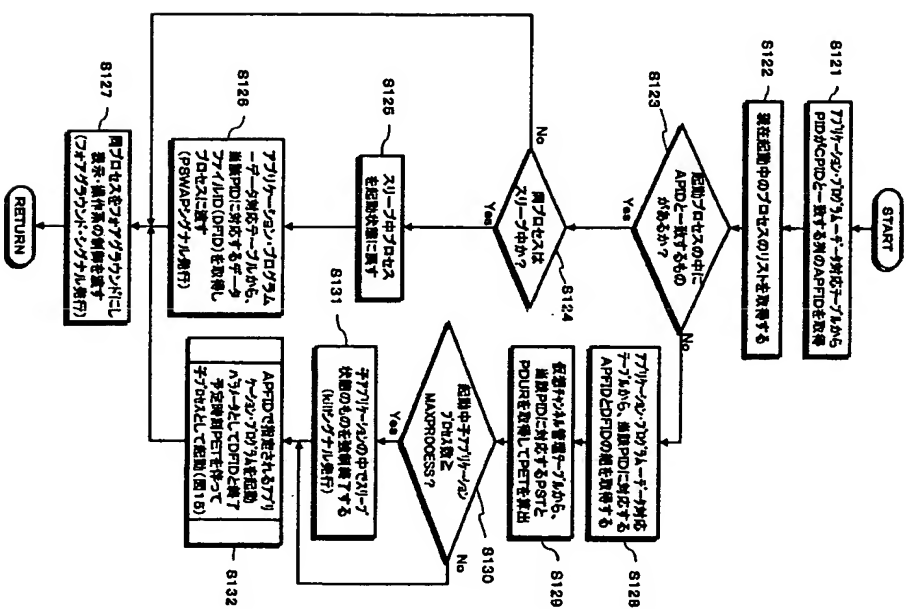 START
S121
アプリケーション・プログラムーデータ対応テーブルから
PIDがCPIDと一致する列のAPFIDを取得
S122
現在起動中のプロセスのリストを取得する
S123
起動プロセスの中に
APIDと一致するもの
があるか?
Yes
No
S124
同プロセスは
スリープ中か?
Yes
No
S125
スリープ中プロセス
を起動状態に戻す
S126
アプリケーション・プログラム
ーデータ対応テーブルから、
当該PIDに対応するデータ
ファイルID(DFID)を取得し
プロセスに渡す
(PSWAPシグナル発行)
S127
同プロセスをフォアグラウンドにし
表示・操作系の制御を渡す
(フォアグラウンド・シグナル発行)
RETURN
S128
アプリケーション・プログラムーデータ対応
テーブルから、当該PIDに対応する
APFIDとDFIDの組を取得する
S129
仮想チャンネル管理テーブルから、
当該PIDに対応するPSTと
PDURを取得してPETを算出
S130
起動中子アプリケーション
プロセス数≧
MAXPROCESS?
Yes
No
S131
子アプリケーションの中でスリープ
状態のものを強制終了する
(killシグナル発行)
S132
APFIDで指定されるアプリ
ケーション・プログラムを起動
パラメータとしてDFIDと終了
予定時刻PETを伴って
子プロセスとして起動(図15)